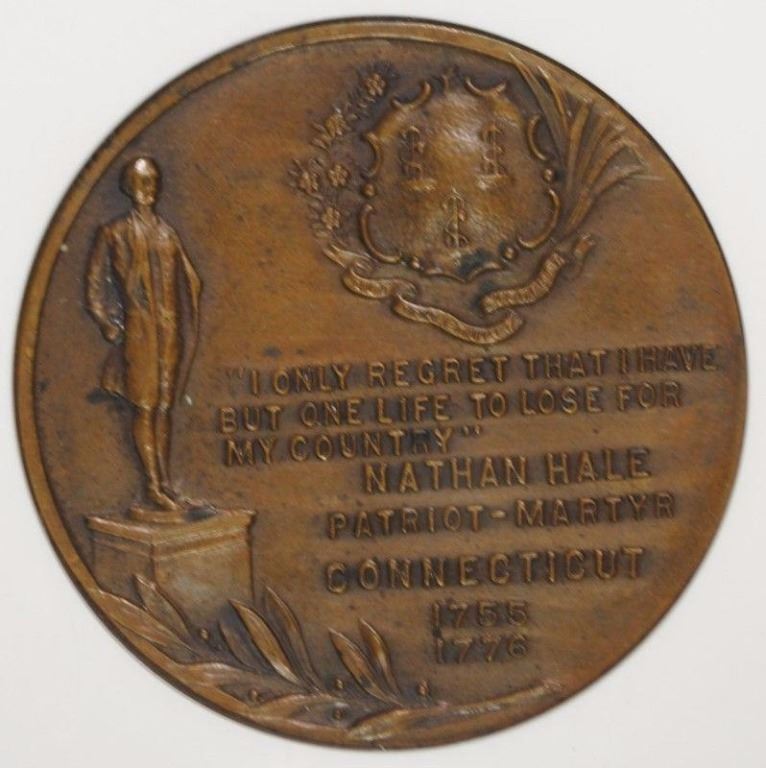 "I ONLY REGRET THAT I HAVE
BUT ONE LIFE TO LOSE FOR
MY COUNTRY"
NATHAN HALE
PATRIOT-MARTYR
CONNECTICUT
1755
1776